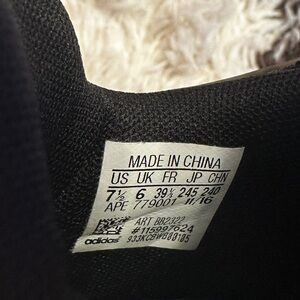 MADE IN CHINA
US UK FR JP CHN
7½ 6 39⅓ 245 240
APE 779001 11/16
ART BB2322
#115997624
adidas